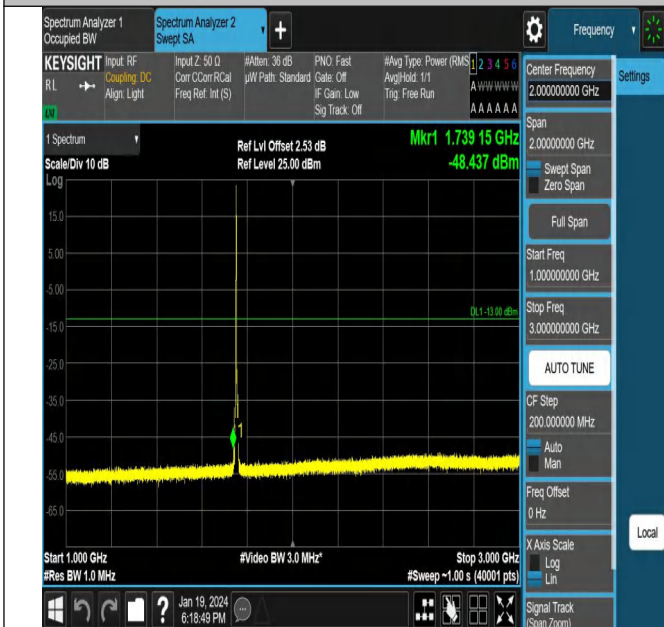 Spectrum Analyzer 1
Occupied BW
Spectrum Analyzer 2
Swept SA
Frequency
KEYSIGHT
RL
Input: RF
Coupling: DC
Align: Light
Input Z: 50 Ω
Corr CCorr RCal
Freq Ref: Int (S)
#Atten: 36 dB
µW Path: Standard
PNO: Fast
Gate: Off
IF Gain: Low
Sig Track: Off
#Avg Type: Power (RMS
Avg|Hold: 1/1
Trig: Free Run
1 2 3 4 5 6
A W W W W W
A A A A A A
Center Frequency
2.000000000 GHz
Settings
Span
2.00000000 GHz
Swept Span
Zero Span
Full Span
Start Freq
1.000000000 GHz
Stop Freq
3.000000000 GHz
AUTO TUNE
CF Step
200.000000 MHz
Auto
Man
Freq Offset
0 Hz
X Axis Scale
Log
Lin
Signal Track
(Span Zoom)
Local
1 Spectrum
Scale/Div 10 dB
Ref Lvl Offset 2.53 dB
Ref Level 25.00 dBm
Mkr1 1.739 15 GHz
-48.437 dBm
Log
15.0
5.00
-5.00
DL1 -13.00 dBm
-15.0
-25.0
-35.0
1
-45.0
-55.0
-65.0
Start 1.000 GHz
#Res BW 1.0 MHz
#Video BW 3.0 MHz*
Stop 3.000 GHz
#Sweep ~1.00 s (40001 pts)
Jan 19, 2024
6:18:49 PM